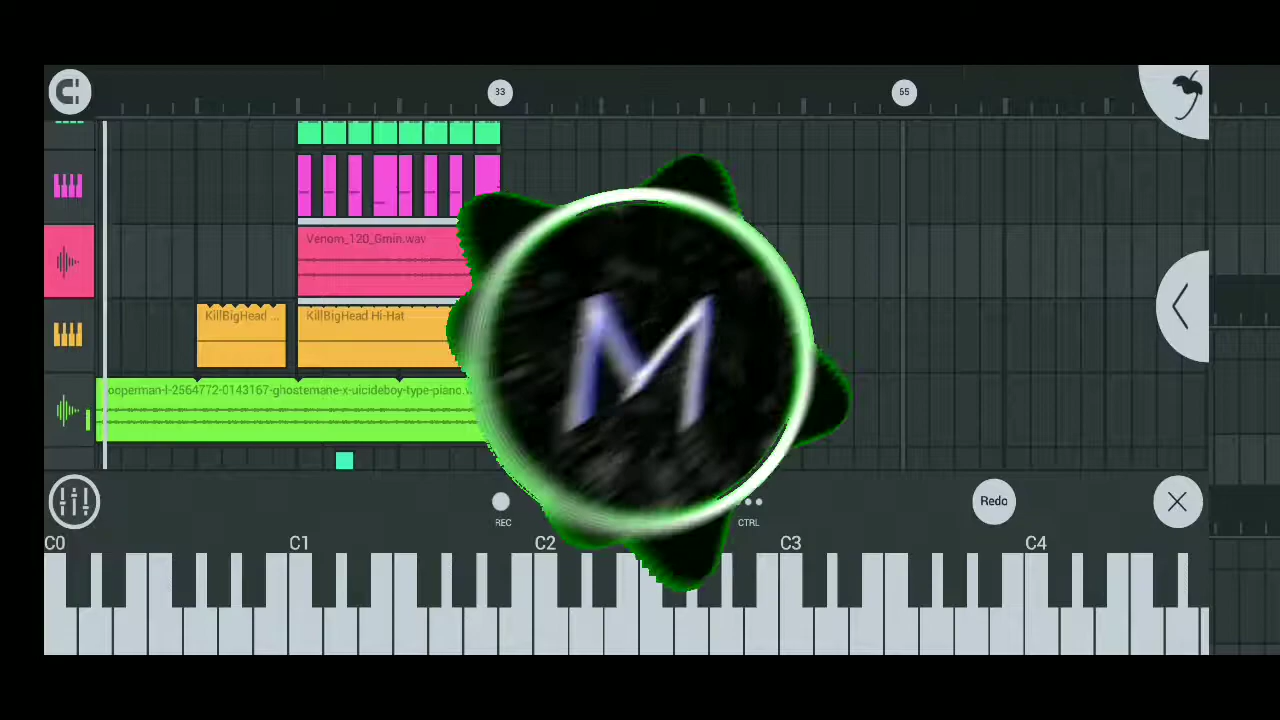 33
65
Venom_120_Gmin.wav
KillBigHead ...
KillBigHead Hi-Hat
ooperman-l-2564772-0143167-ghostemane-x-uicideboy-type-piano.w
M
REC
CTRL
Redo
C0
C1
C2
C3
C4